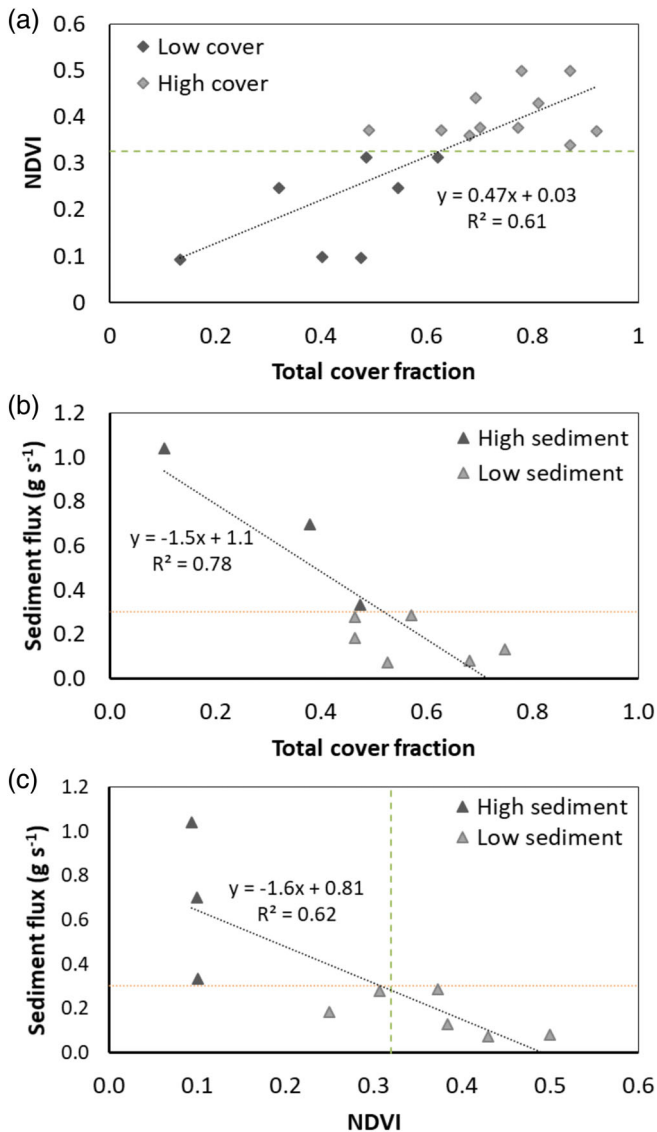 (a)
0.6
0.5
0.4
0.3
0.2
0.1
0
NDVI
Low cover
High cover
y = 0.47x + 0.03
R² = 0.61
0 0.2 0.4 0.6 0.8 1
Total cover fraction
(b)
1.2
1.0
0.8
0.6
0.4
0.2
0.0
Sediment flux (g s⁻¹)
High sediment
Low sediment
y = -1.5x + 1.1
R² = 0.78
0.0 0.2 0.4 0.6 0.8 1.0
Total cover fraction
(c)
1.2
1.0
0.8
0.6
0.4
0.2
0.0
Sediment flux (g s⁻¹)
High sediment
Low sediment
y = -1.6x + 0.81
R² = 0.62
0.0 0.1 0.2 0.3 0.4 0.5 0.6
NDVI